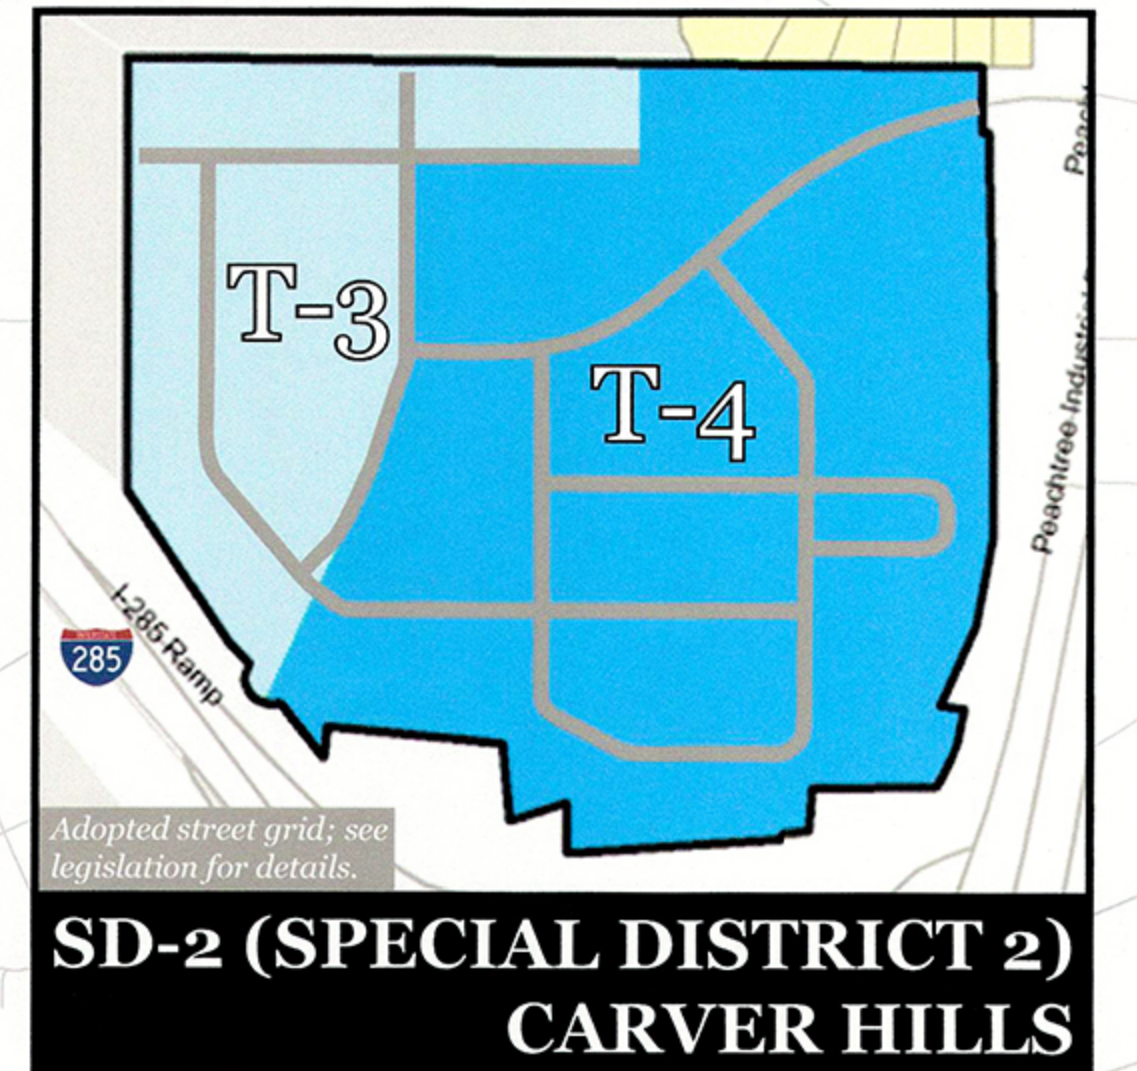 Peacht
T-3
T-4
Peachtree Industrial
I-285 Ramp
285
Adopted street grid; see
legislation for details.
SD-2 (SPECIAL DISTRICT 2)
CARVER HILLS